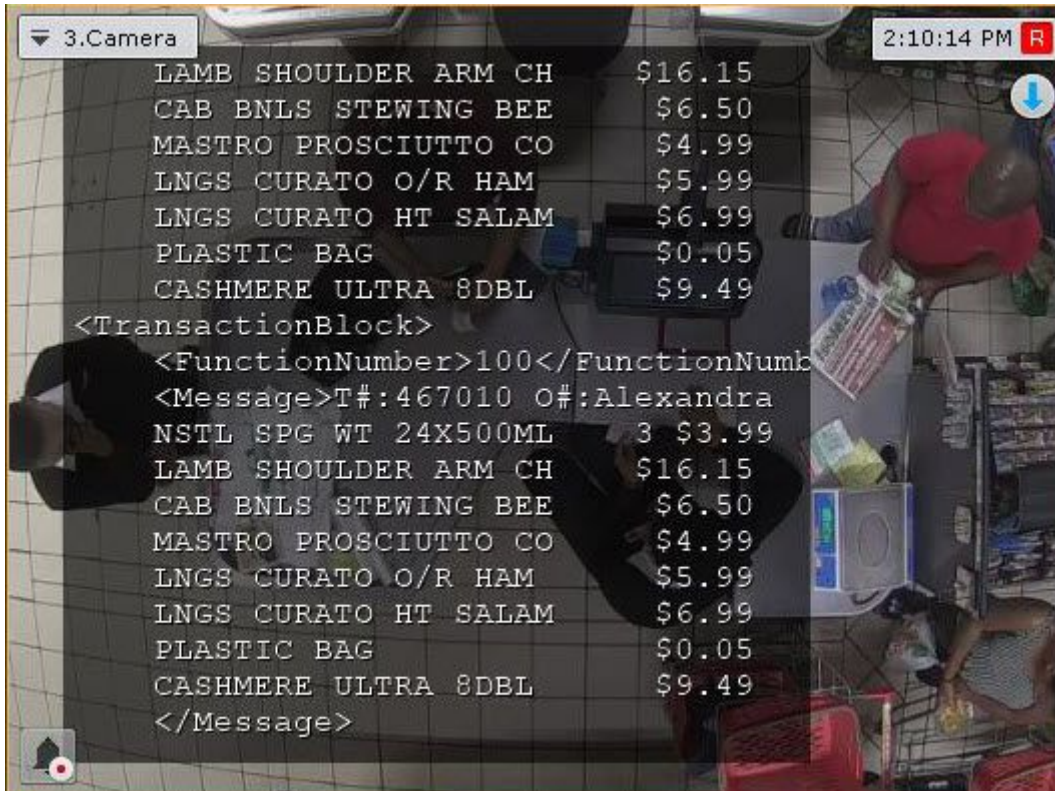 3.Camera
2:10:14 PM R
LAMB SHOULDER ARM CH $16.15
CAB BNLS STEWING BEE $6.50
MASTRO PROSCIUTTO CO $4.99
LNGS CURATO O/R HAM $5.99
LNGS CURATO HT SALAM $6.99
PLASTIC BAG $0.05
CASHMERE ULTRA 8DBL $9.49
<TransactionBlock>
<FunctionNumber>100</FunctionNumb
<Message>T#:467010 O#:Alexandra
NSTL SPG WT 24X500ML 3 $3.99
LAMB SHOULDER ARM CH $16.15
CAB BNLS STEWING BEE $6.50
MASTRO PROSCIUTTO CO $4.99
LNGS CURATO O/R HAM $5.99
LNGS CURATO HT SALAM $6.99
PLASTIC BAG $0.05
CASHMERE ULTRA 8DBL $9.49
</Message>